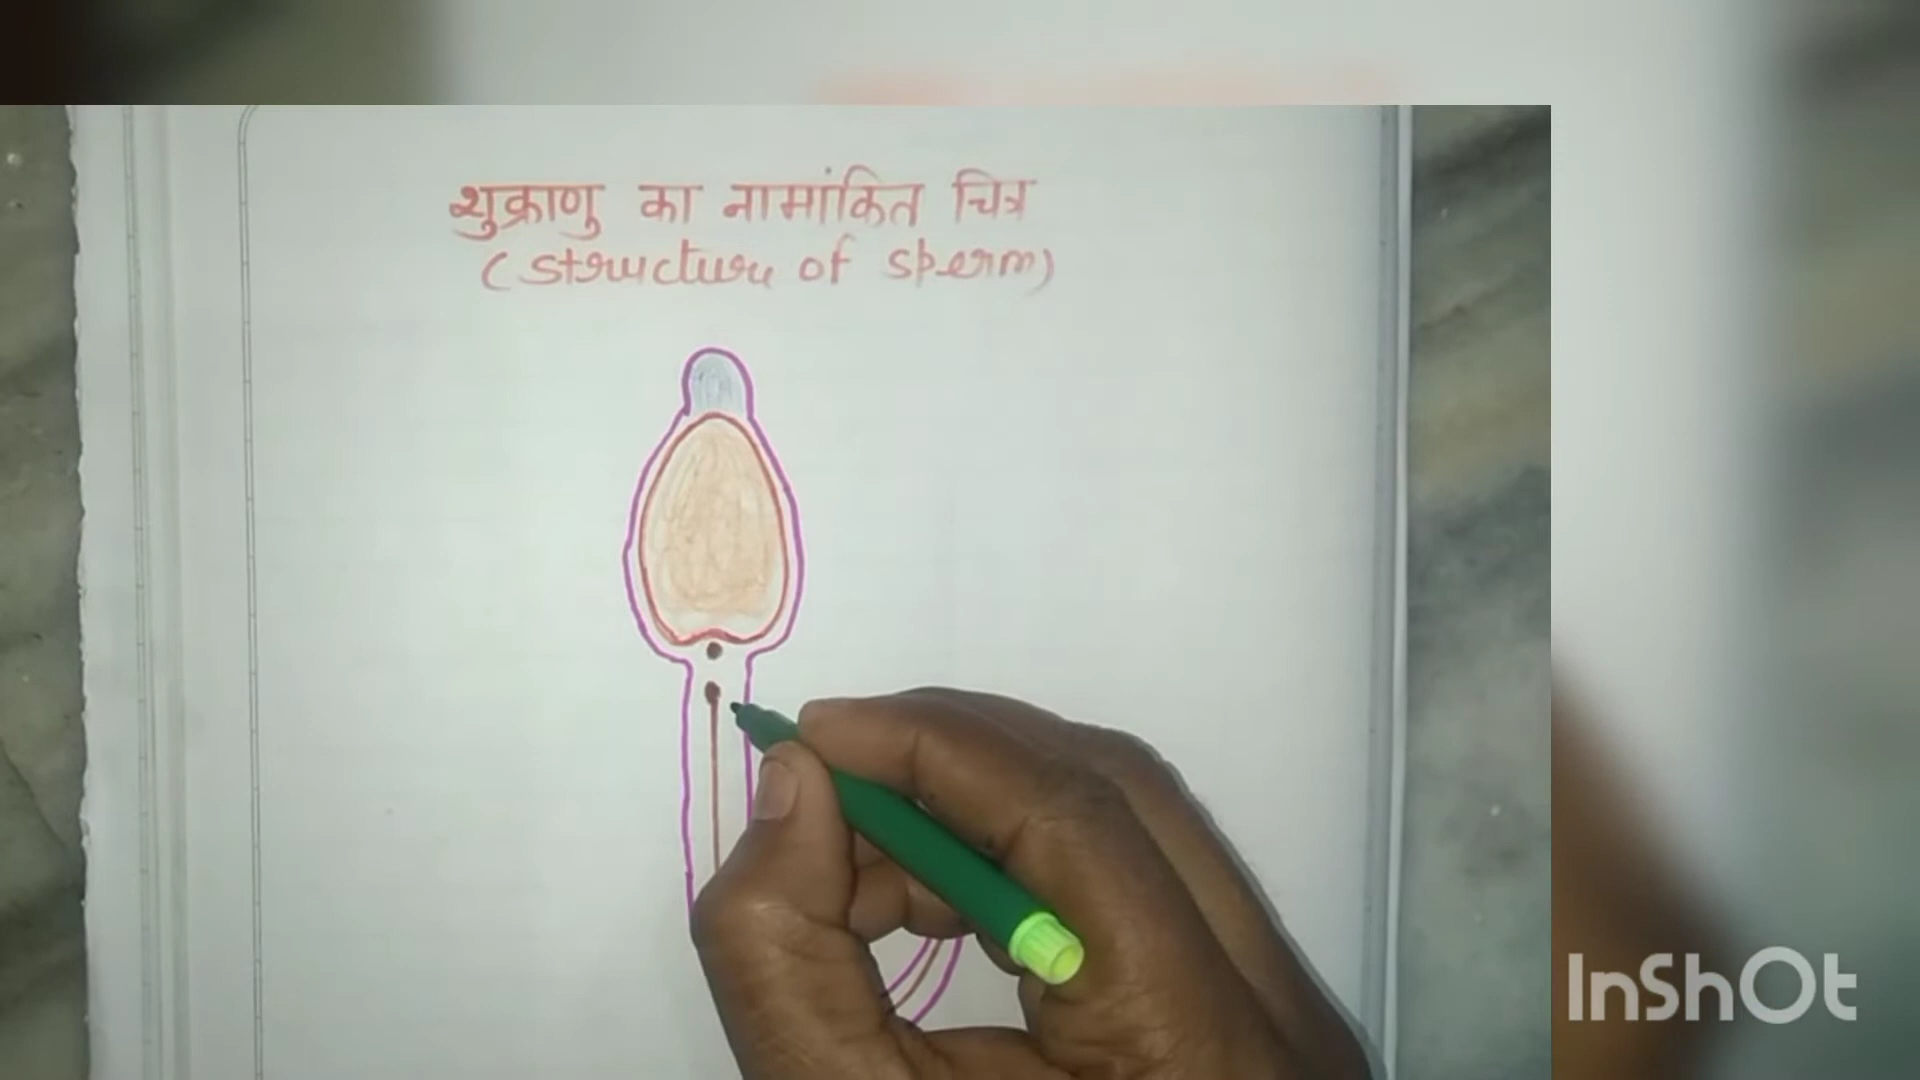 शुक्राणु का नामांकित चित्र
(structure of sperm)
InShOt